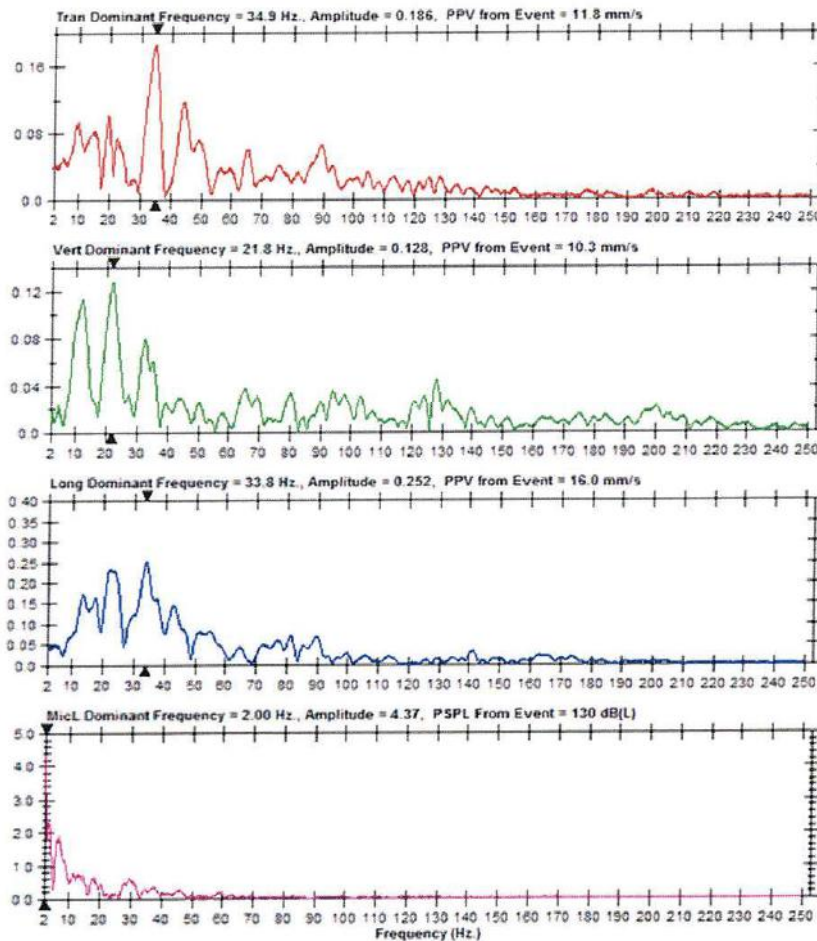 Tran Dominant Frequency = 34.9 Hz., Amplitude = 0.186, PPV from Event = 11.8 mm/s
0.16
0.08
0.0
2 10 20 30 40 50 60 70 80 90 100 110 120 130 140 150 160 170 180 190 200 210 220 230 240 250
Vert Dominant Frequency = 21.8 Hz., Amplitude = 0.128, PPV from Event = 10.3 mm/s
0.12
0.08
0.04
0.0
2 10 20 30 40 50 60 70 80 90 100 110 120 130 140 150 160 170 180 190 200 210 220 230 240 250
Long Dominant Frequency = 33.8 Hz., Amplitude = 0.252, PPV from Event = 16.0 mm/s
0.40
0.35
0.30
0.25
0.20
0.15
0.10
0.05
0.0
2 10 20 30 40 50 60 70 80 90 100 110 120 130 140 150 160 170 180 190 200 210 220 230 240 250
MicL Dominant Frequency = 2.00 Hz., Amplitude = 4.37, PSPL From Event = 130 dB(L)
5.0
4.0
3.0
2.0
1.0
0.0
2 10 20 30 40 50 60 70 80 90 100 110 120 130 140 150 160 170 180 190 200 210 220 230 240 250
Frequency (Hz.)